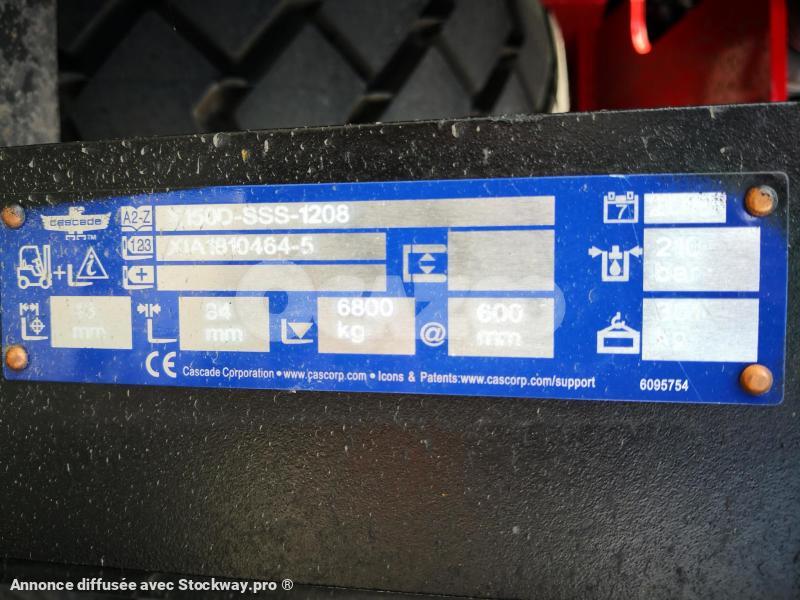 cascade
TM
A2-Z
150D-SSS-1208
7
123
XIA1810464-5
bar
mm
84
mm
6800
kg
@
600
mm
CE Cascade Corporation • www.cascorp.com • Icons & Patents:www.cascorp.com/support
6095754
Annonce diffusée avec Stockway.pro ®